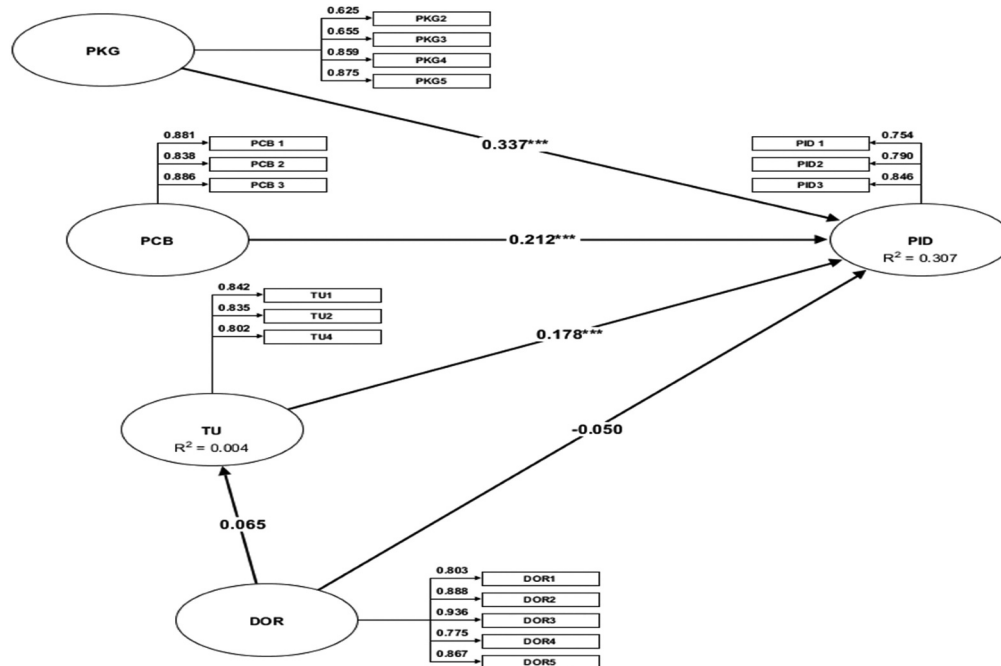 0.625
PKG2
0.655
PKG3
PKG
0.859
PKG4
0.875
PKG5
0.337***
0.881
PCB 1
0.838
PCB 2
0.886
PCB 3
PCB
0.212***
PID 1
0.754
PID2
0.790
PID3
0.846
PID
R² = 0.307
0.842
TU1
0.835
TU2
0.802
TU4
0.178***
TU
R² = 0.004
-0.050
0.065
0.803
DOR1
0.888
DOR2
DOR
0.936
DOR3
0.775
DOR4
0.867
DOR5